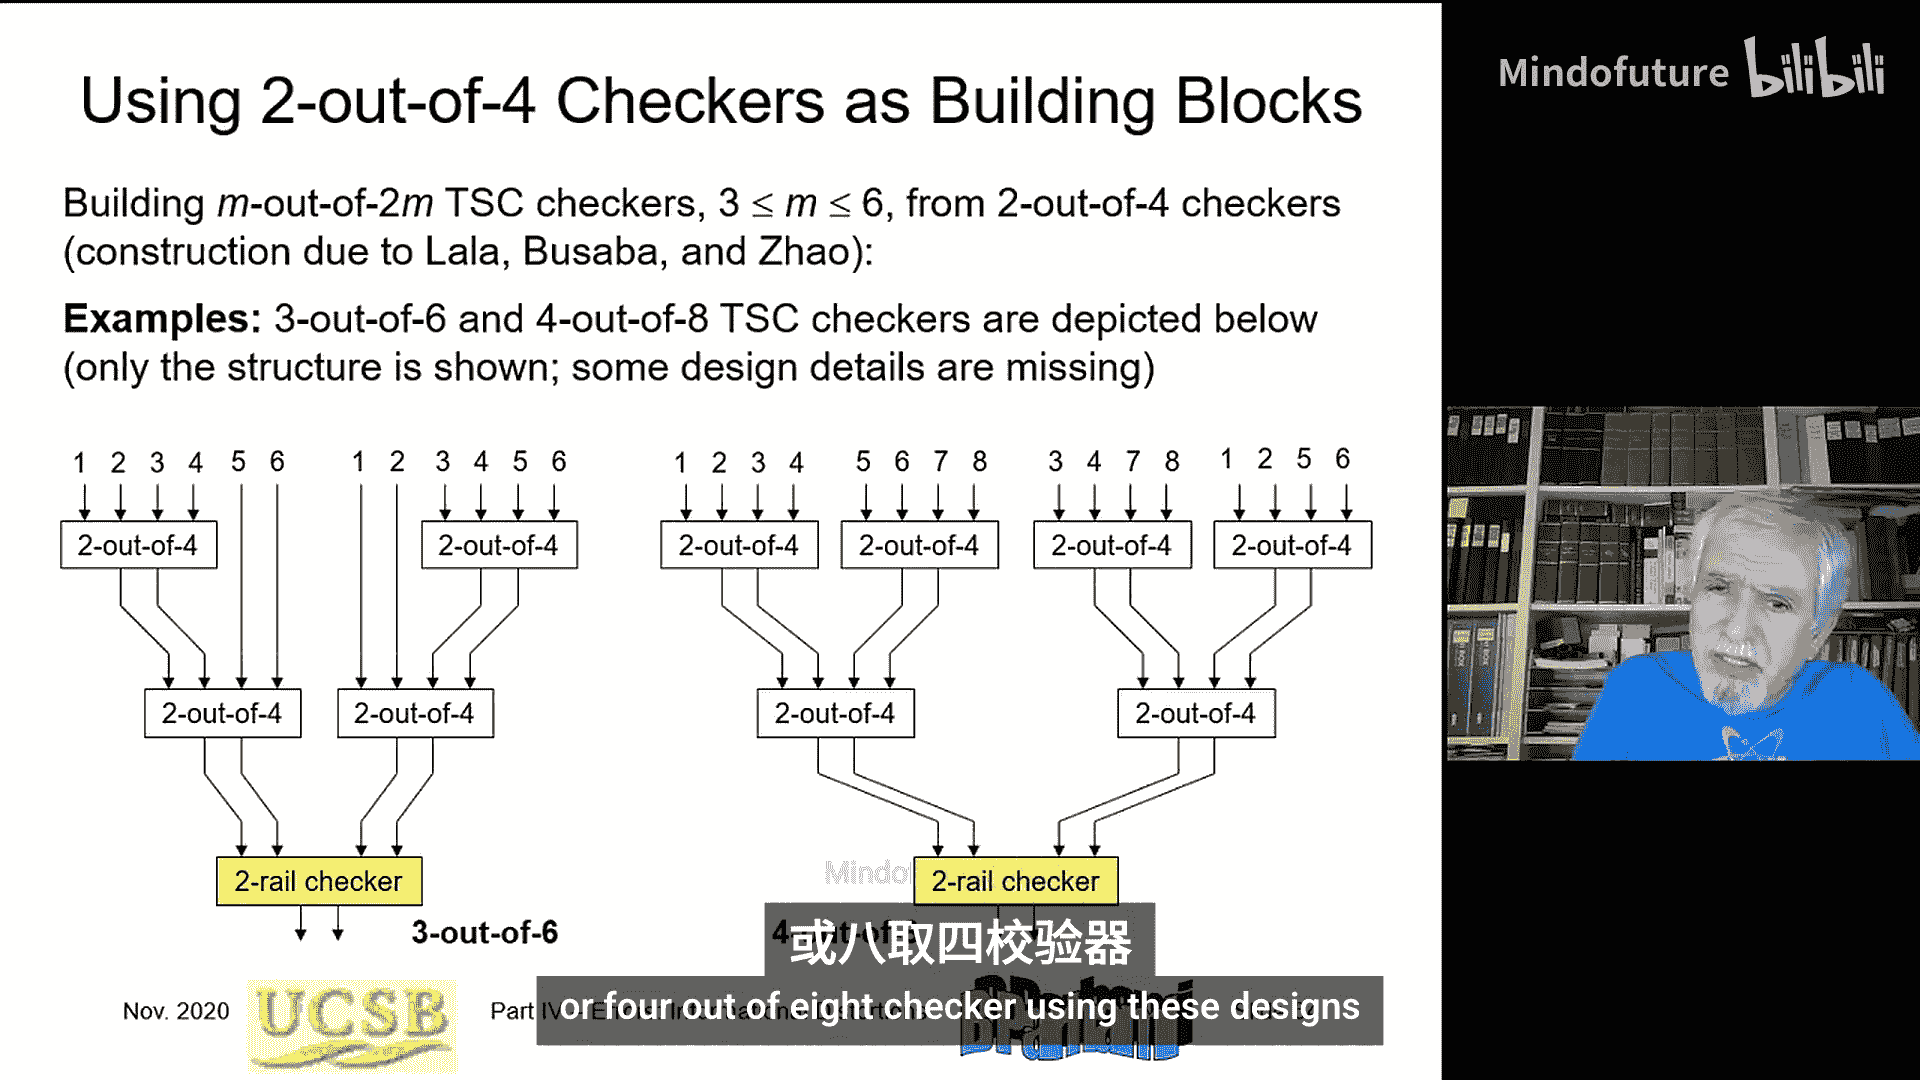 Using 2-out-of-4 Checkers as Building Blocks
Mindofuture bilibili
Building m-out-of-2m TSC checkers, 3 ≤ m ≤ 6, from 2-out-of-4 checkers
(construction due to Lala, Busaba, and Zhao):
Examples: 3-out-of-6 and 4-out-of-8 TSC checkers are depicted below
(only the structure is shown; some design details are missing)
1 2 3 4 5 6 1 2 3 4 5 6 1 2 3 4 5 6 7 8 3 4 7 8 1 2 5 6
2-out-of-4 2-out-of-4 2-out-of-4 2-out-of-4 2-out-of-4 2-out-of-4
2-out-of-4 2-out-of-4 2-out-of-4 2-out-of-4
2-rail checker 2-rail checker
3-out-of-6
或八取四校验器
Nov. 2020 UCSB Part IV
or four out of eight checker using these designs